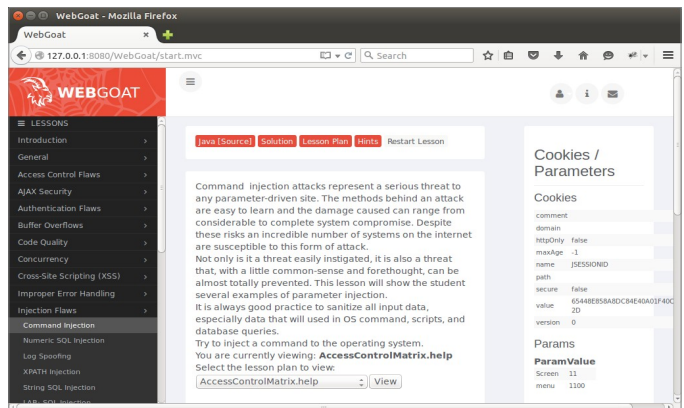 WebGoat - Mozilla Firefox
WebGoat
127.0.0.1:8080/WebGoat/start.mvc
Search
WEBGOAT
LESSONS
Introduction
General
Access Control Flaws
AJAX Security
Authentication Flaws
Buffer Overflows
Code Quality
Concurrency
Cross-Site Scripting (XSS)
Improper Error Handling
Injection Flaws
Command Injection
Numeric SQL Injection
Log Spoofing
XPATH Injection
String SQL Injection
LAB: SQL Injection
Java [Source] Solution Lesson Plan Hints Restart Lesson
Command injection attacks represent a serious threat to
any parameter-driven site. The methods behind an attack
are easy to learn and the damage caused can range from
considerable to complete system compromise. Despite
these risks an incredible number of systems on the internet
are susceptible to this form of attack.
Not only is it a threat easily instigated, it is also a threat
that, with a little common-sense and forethought, can be
almost totally prevented. This lesson will show the student
several examples of parameter injection.
It is always good practice to sanitize all input data,
especially data that will used in OS command, scripts, and
database queries.
Try to inject a command to the operating system.
You are currently viewing: AccessControlMatrix.help
Select the lesson plan to view:
AccessControlMatrix.help View
Cookies /
Parameters
Cookies
comment
domain
httpOnly false
maxAge -1
name JSESSIONID
path
secure false
value 65448E858A8DC84E40A01F40C
2D
version 0
Params
ParamValue
Screen 11
menu 1100